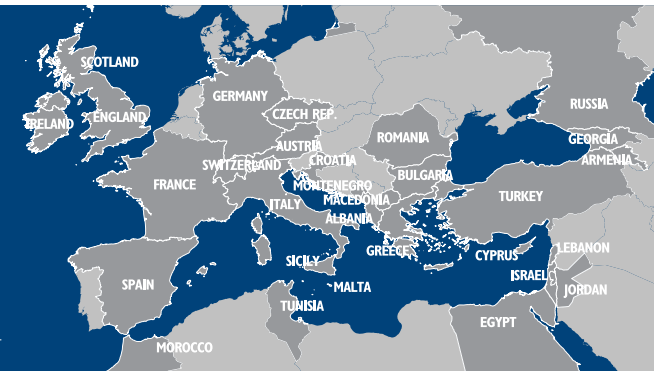 SCOTLAND
GERMANY
RUSSIA
CZECH REP.
IRELAND
ENGLAND
ROMANIA
GEORGIA
AUSTRIA
CROATIA
ARMENIA
SWITZERLAND
BULGARIA
FRANCE
MONTENEGRO
MACEDONIA
TURKEY
ITALY
ALBANIA
GREECE
CYPRUS
LEBANON
SICILY
ISRAEL
SPAIN
MALTA
JORDAN
TUNISIA
EGYPT
MOROCCO